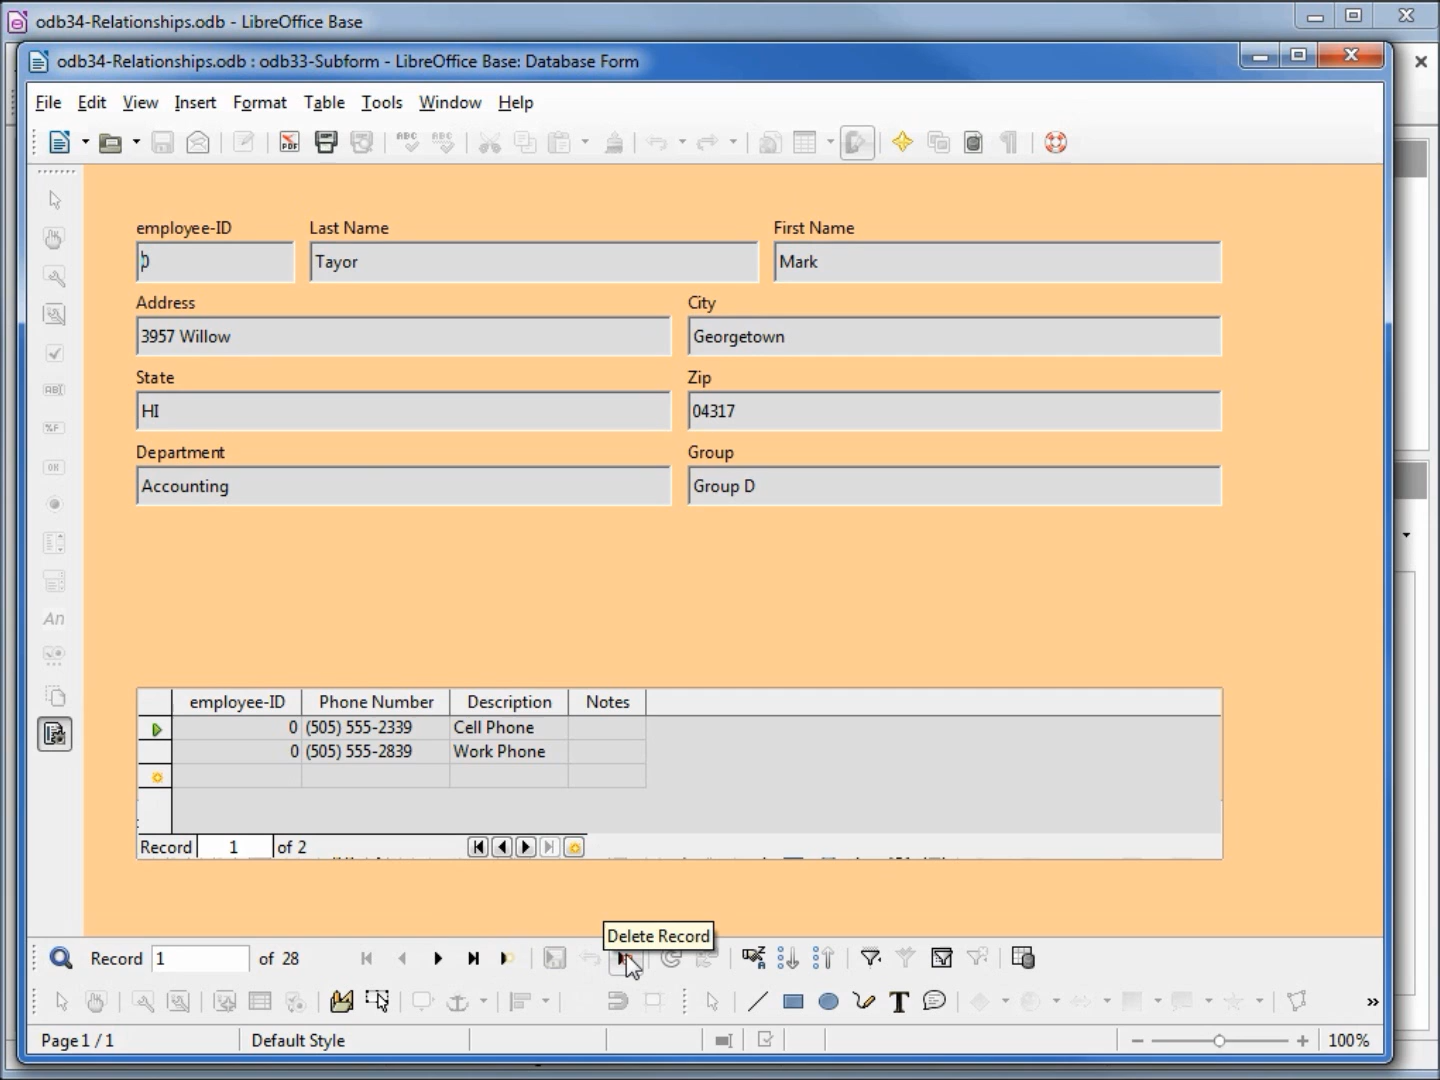 odb34-Relationships.odb - LibreOffice Base
odb34-Relationships.odb : odb33-Subform - LibreOffice Base: Database Form
File Edit View Insert Format Table Tools Window Help
employee-ID Last Name First Name
0 Tayor Mark
Address City
3957 Willow Georgetown
State Zip
HI 04317
Department Group
Accounting Group D
employee-ID Phone Number Description Notes
0 (505) 555-2339 Cell Phone
0 (505) 555-2839 Work Phone
Record 1 of 2
Delete Record
Record 1 of 28
Page 1 / 1 Default Style 100%